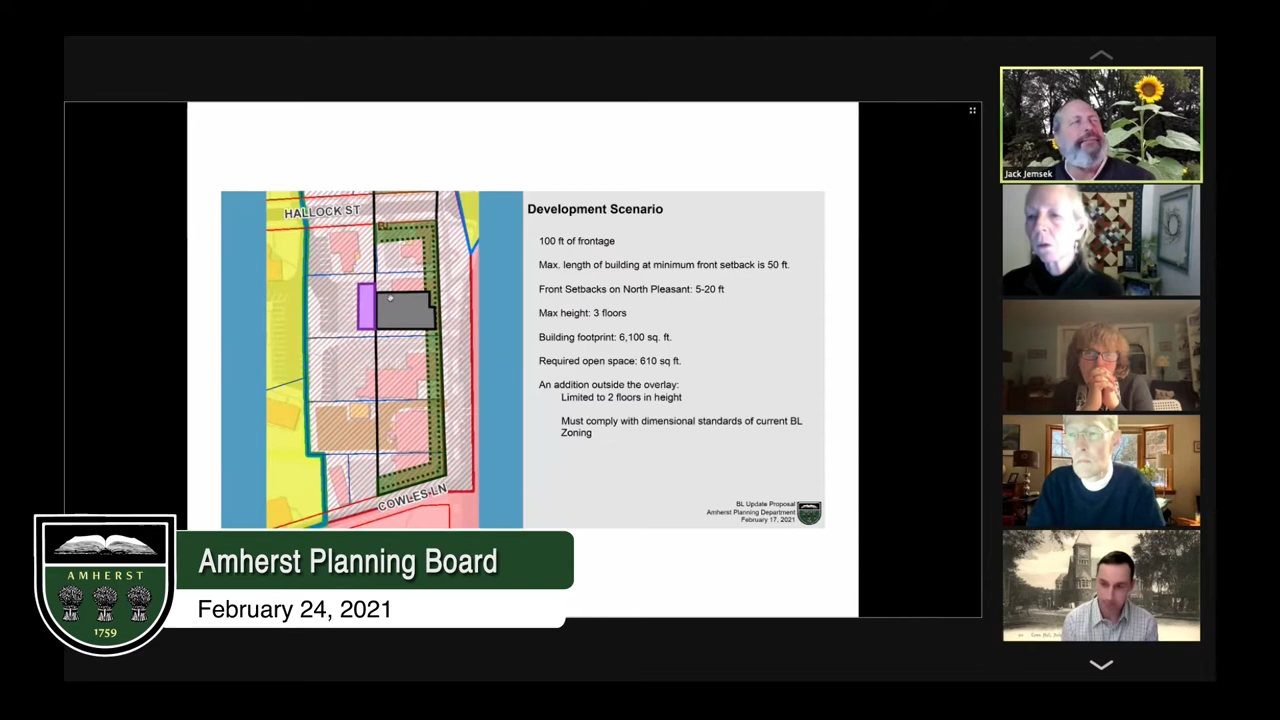 HALLOCK ST
COWLES LN
Development Scenario
100 ft of frontage
Max. length of building at minimum front setback is 50 ft.
Front Setbacks on North Pleasant: 5-20 ft
Max height: 3 floors
Building footprint: 6,100 sq. ft.
Required open space: 610 sq ft.
An addition outside the overlay:
Limited to 2 floors in height
Must comply with dimensional standards of current BL
Zoning
BL Update Proposal
Amherst Planning Department
February 17, 2021
Jack Jemsek
AMHERST
1759
Amherst Planning Board
February 24, 2021